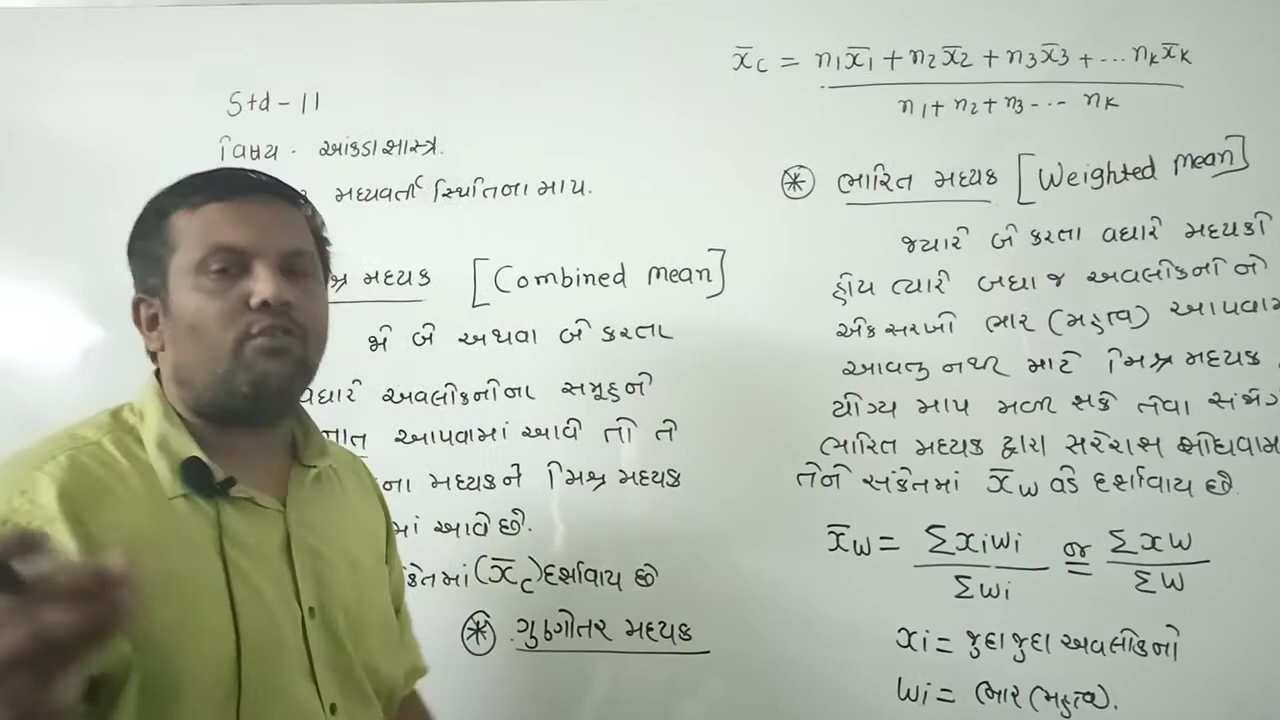 Std - 11
વિષય - આંકડાશાસ્ત્ર.
મધ્યવર્તી સ્થિતિના માપ.
શ્ર મધ્યક [Combined mean]
જો બે અથવા બે કરતા
વધારે અવલોકનોના સમૂહની
આપવામાં આવે તો તે
ના મધ્યકને મિશ્ર મધ્યક
માં આવે છે.
કેતમાં (x̄c) દર્શાવાય છે
⊛ ગુણોત્તર મધ્યક
x̄c = n1x̄1 + n2x̄2 + n3x̄3 + ... nkx̄k
n1 + n2 + n3 - - - nk
⊛ ભારિત મધ્યક [Weighted mean]
જ્યારે બે કરતા વધારે મધ્યકો
હોય ત્યારે બધા જ અવલોકનો નો
એક સરખો ભાર (મહત્વ) આપવામ
આવતુ નથી માટે મિશ્ર મધ્યક
યોગ્ય માપ મળી શકે તેવા સંર્ભ
ભારિત મધ્યક દ્વારા સરેરાશ શોધવામ
તેને સંકેતમાં x̄w વડે દર્શાવાય છે.
x̄w = Σxiwi / Σwi or Σxw / Σw
xi = જુદા જુદા અવલોકનો
wi = ભાર (મહત્વ).